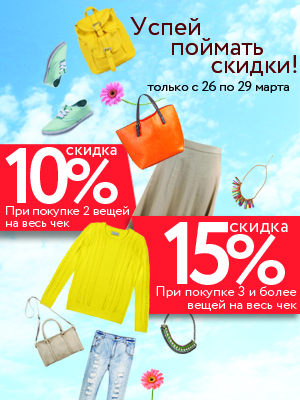 Успей
поймать
скидки!
только с 26 по 29 марта
скидка
10%
При покупке 2 вещей
на весь чек
скидка
15%
При покупке 3 и более
вещей на весь чек